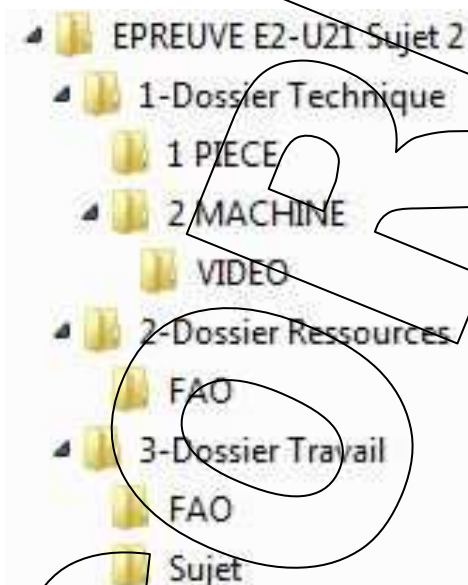 EPREUVE E2-U21 Sujet 2
1-Dossier Technique
1 PIECE
2 MACHINE
VIDEO
2-Dossier Ressources
FAO
3-Dossier Travail
FAO
Sujet